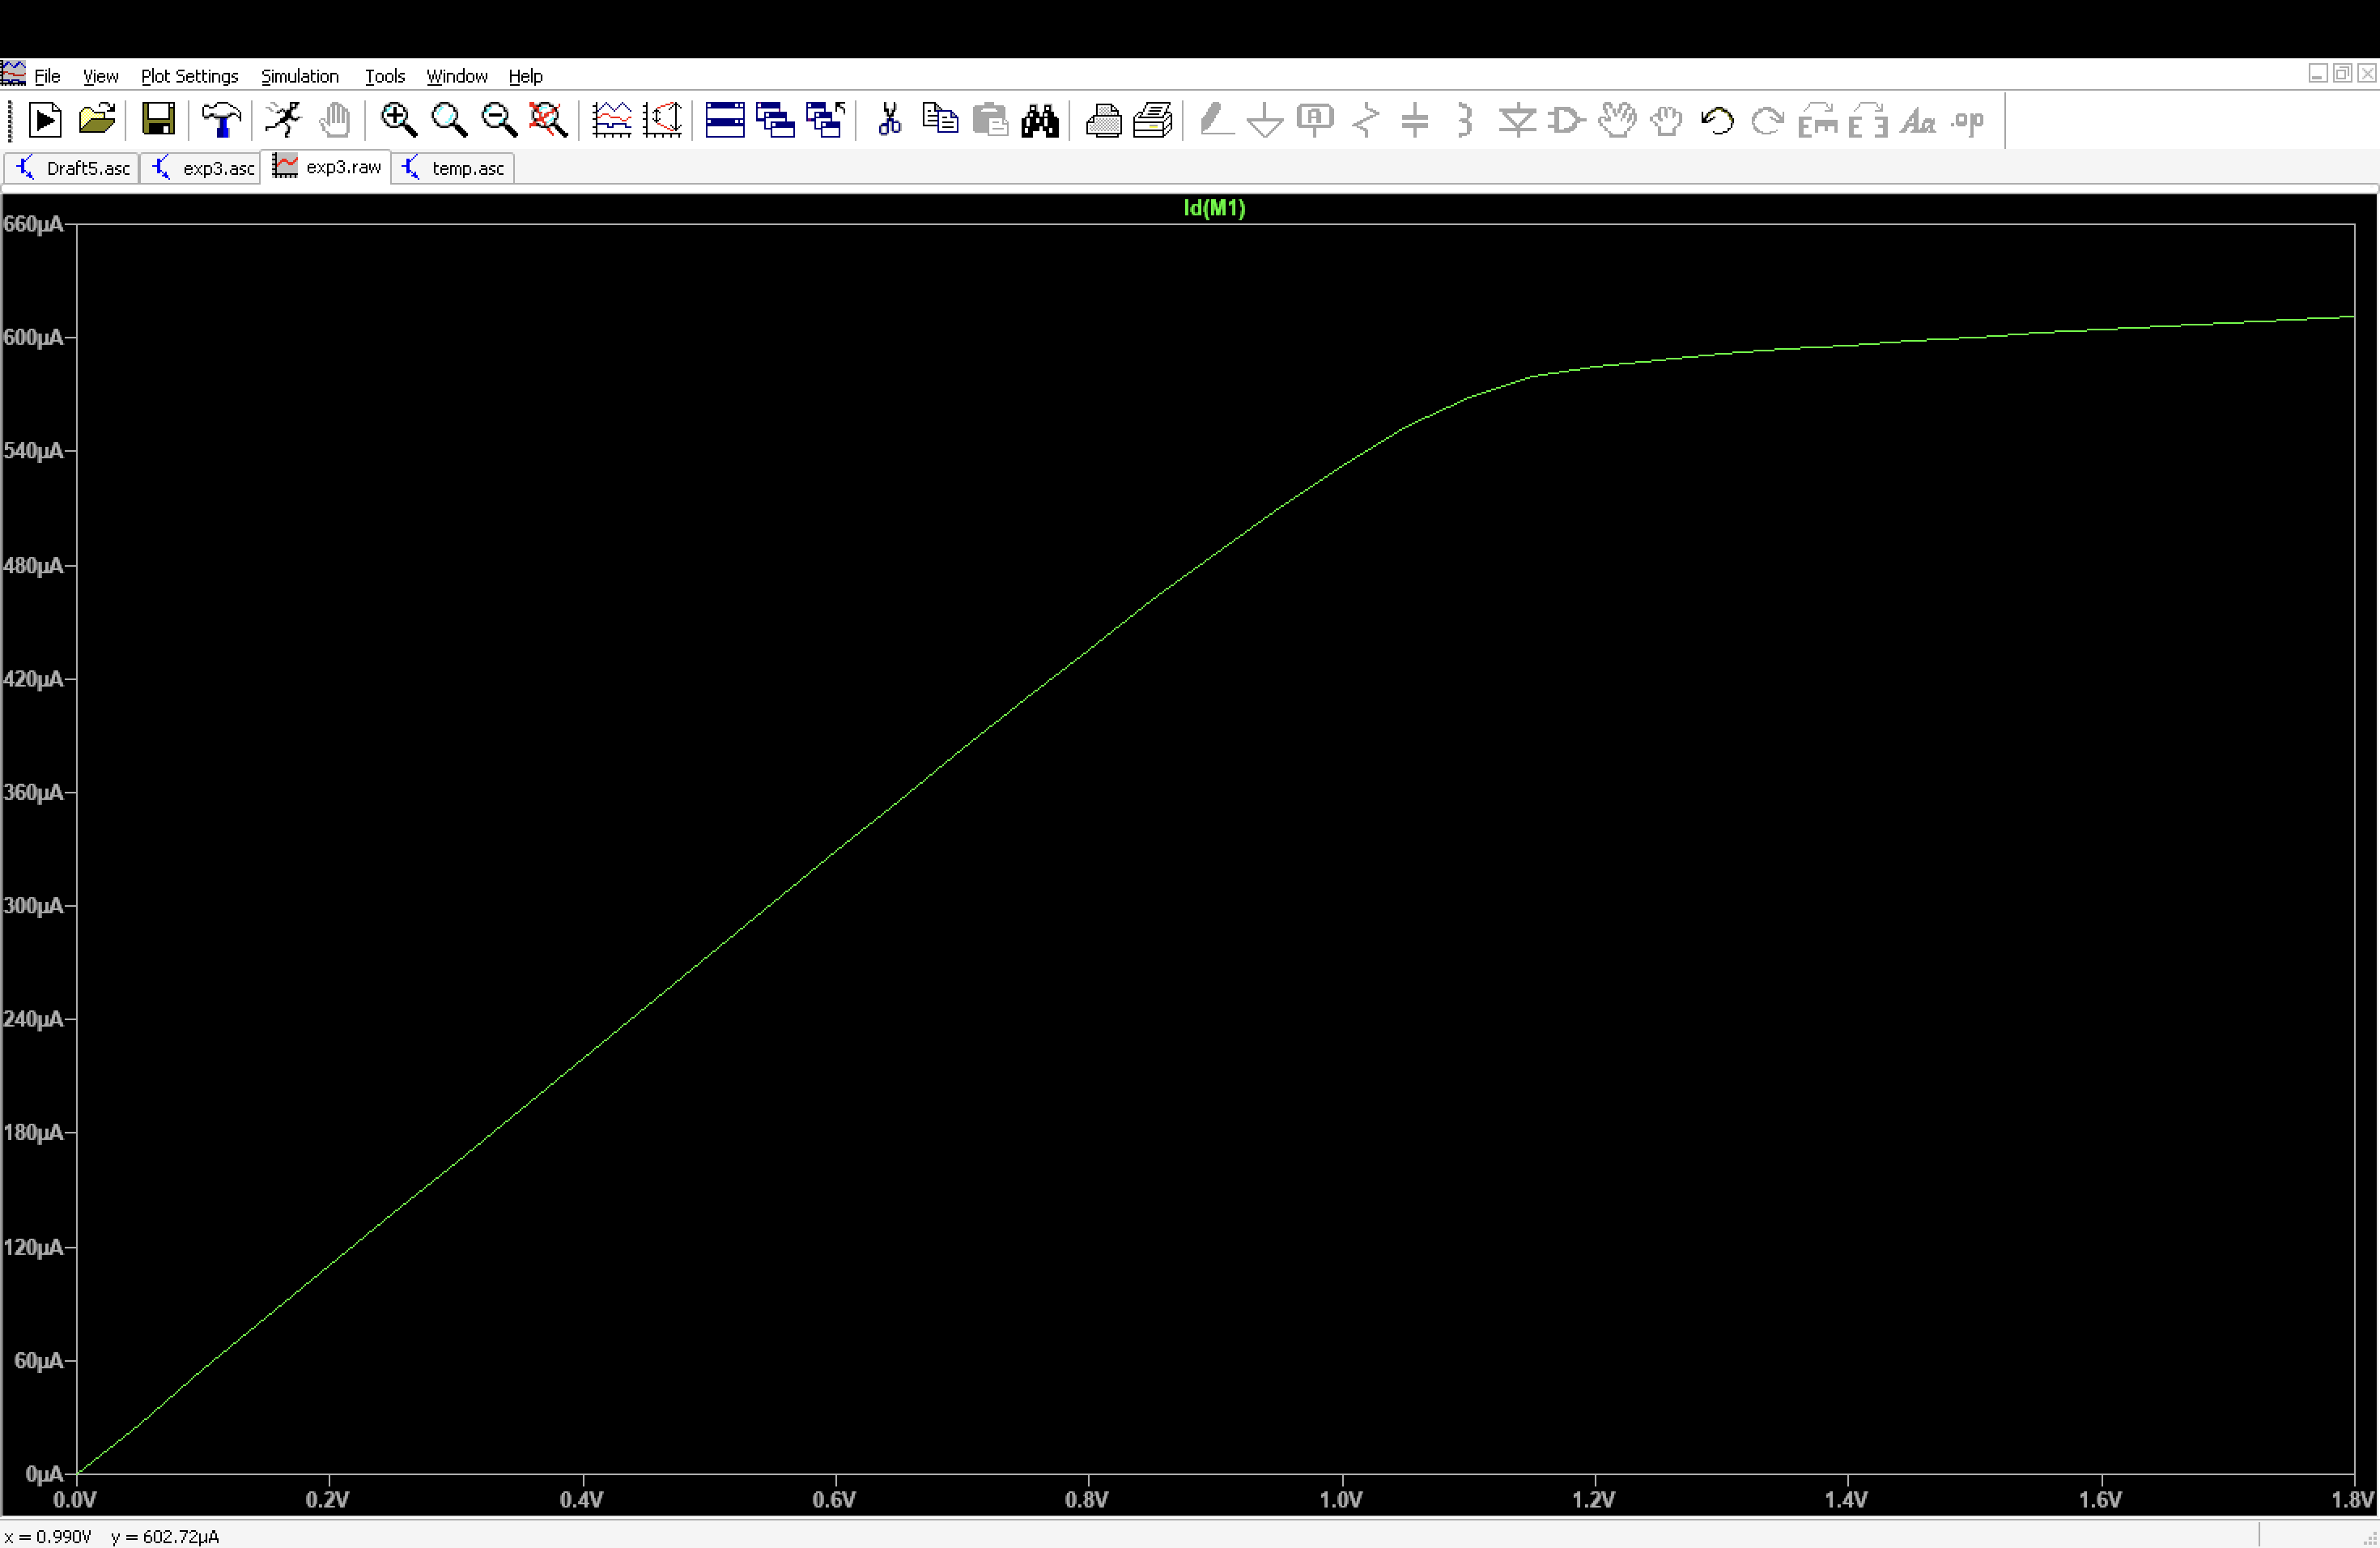 File View Plot Settings Simulation Tools Window Help
A Aa .op
Draft5.asc exp3.asc exp3.raw temp.asc
Id(M1)
660µA
600µA
540µA
480µA
420µA
360µA
300µA
240µA
180µA
120µA
60µA
0µA
0.0V 0.2V 0.4V 0.6V 0.8V 1.0V 1.2V 1.4V 1.6V 1.8V
x = 0.990V y = 602.72µA